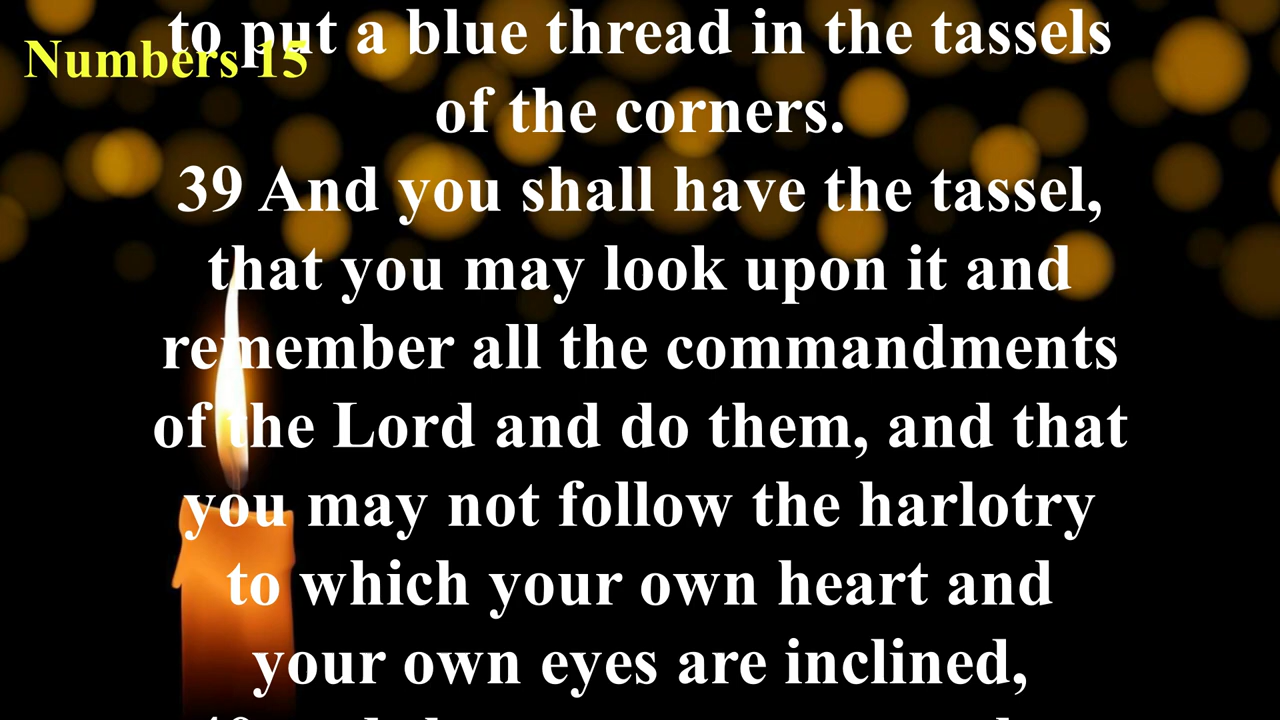 to put a blue thread in the tassels
Numbers 15
of the corners.
39 And you shall have the tassel,
that you may look upon it and
remember all the commandments
of the Lord and do them, and that
you may not follow the harlotry
to which your own heart and
your own eyes are inclined,